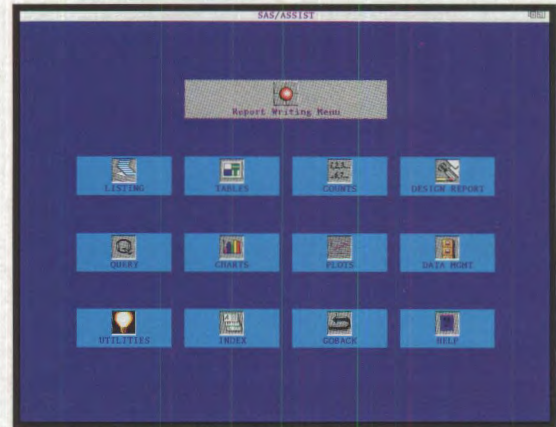 SAS/ASSIST
Report Writing Menu
LISTING
TABLES
COUNTS
DESIGN REPORT
QUERY
CHARTS
PLOTS
DATA MGMT
UTILITIES
INDEX
GOBACK
HELP